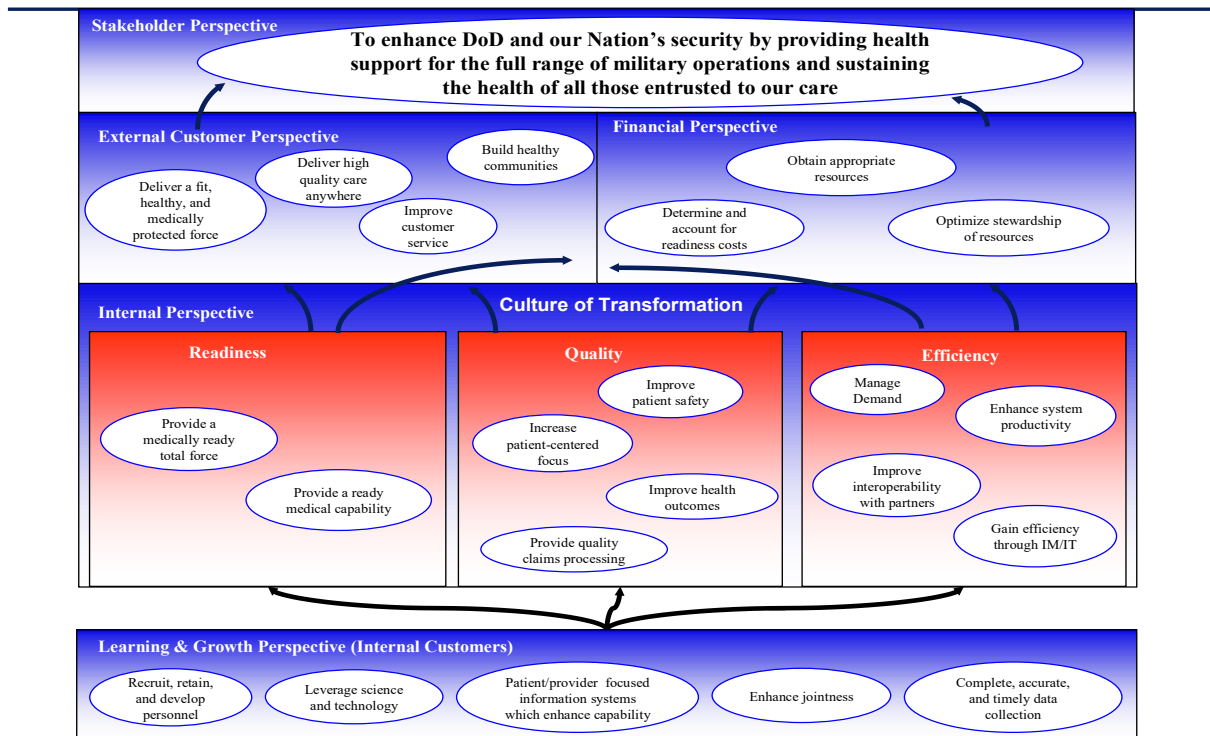 Stakeholder Perspective
To enhance DoD and our Nation’s security by providing health
support for the full range of military operations and sustaining
the health of all those entrusted to our care
External Customer Perspective
Deliver a fit,
healthy, and
medically
protected force
Deliver high
quality care
anywhere
Improve
customer
service
Build healthy
communities
Financial Perspective
Obtain appropriate
resources
Determine and
account for
readiness costs
Optimize stewardship
of resources
Culture of Transformation
Internal Perspective
Readiness
Provide a
medically ready
total force
Provide a ready
medical capability
Quality
Improve
patient safety
Increase
patient-centered
focus
Improve health
outcomes
Provide quality
claims processing
Efficiency
Manage
Demand
Enhance system
productivity
Improve
interoperability
with partners
Gain efficiency
through IM/IT
Learning & Growth Perspective (Internal Customers)
Recruit, retain,
and develop
personnel
Leverage science
and technology
Patient/provider focused
information systems
which enhance capability
Enhance jointness
Complete, accurate,
and timely data
collection